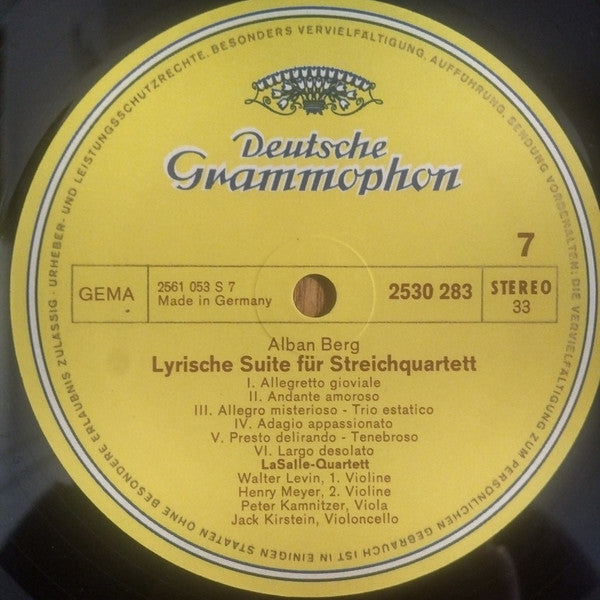 Deutsche
Grammophon
7
GEMA
2561 053 S 7
Made in Germany
2530 283
STEREO
33
Alban Berg
Lyrische Suite für Streichquartett
I. Allegretto gioviale
II. Andante amoroso
III. Allegro misterioso - Trio estatico
IV. Adagio appassionato
V. Presto delirando - Tenebroso
VI. Largo desolato
LaSalle-Quartett
Walter Levin, 1. Violine
Henry Meyer, 2. Violine
Peter Kamnitzer, Viola
Jack Kirstein, Violoncello
URHEBER- UND LEISTUNGSSCHUTZRECHTE, BESONDERS VERVIELFÄLTIGUNG, AUFFÜHRUNG, SENDUNG VORBEHALTEN; DIE VERVIELFÄLTIGUNG ZUM PERSÖNLICHEN GEBRAUCH IST IN EINIGEN STAATEN OHNE BESONDERE ERLAUBNIS ZULÄSSIG ·